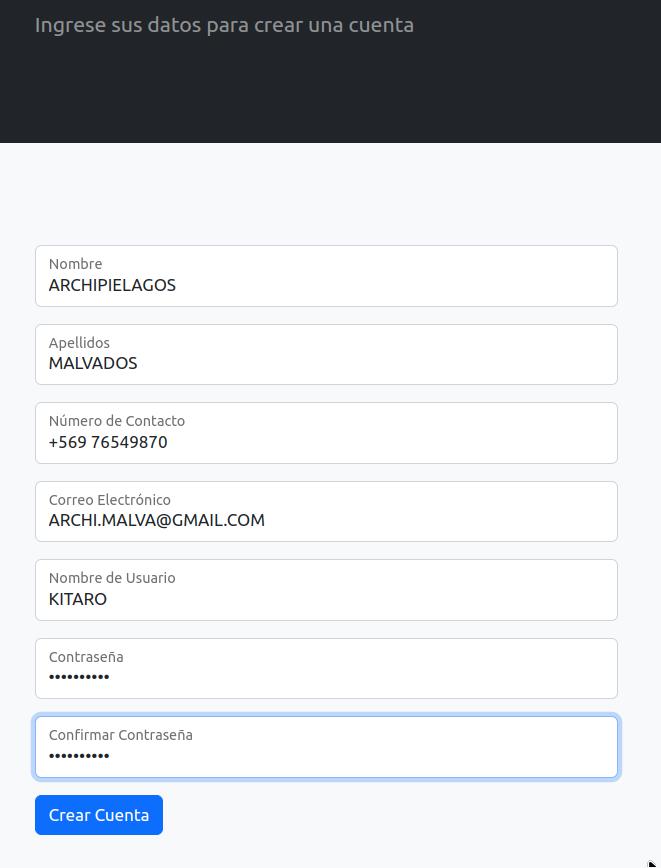 Ingrese sus datos para crear una cuenta
Nombre
ARCHIPIELAGOS
Apellidos
MALVADOS
Número de Contacto
+569 76549870
Correo Electrónico
ARCHI.MALVA@GMAIL.COM
Nombre de Usuario
KITARO
Contraseña
••••••••••
Confirmar Contraseña
••••••••••
Crear Cuenta